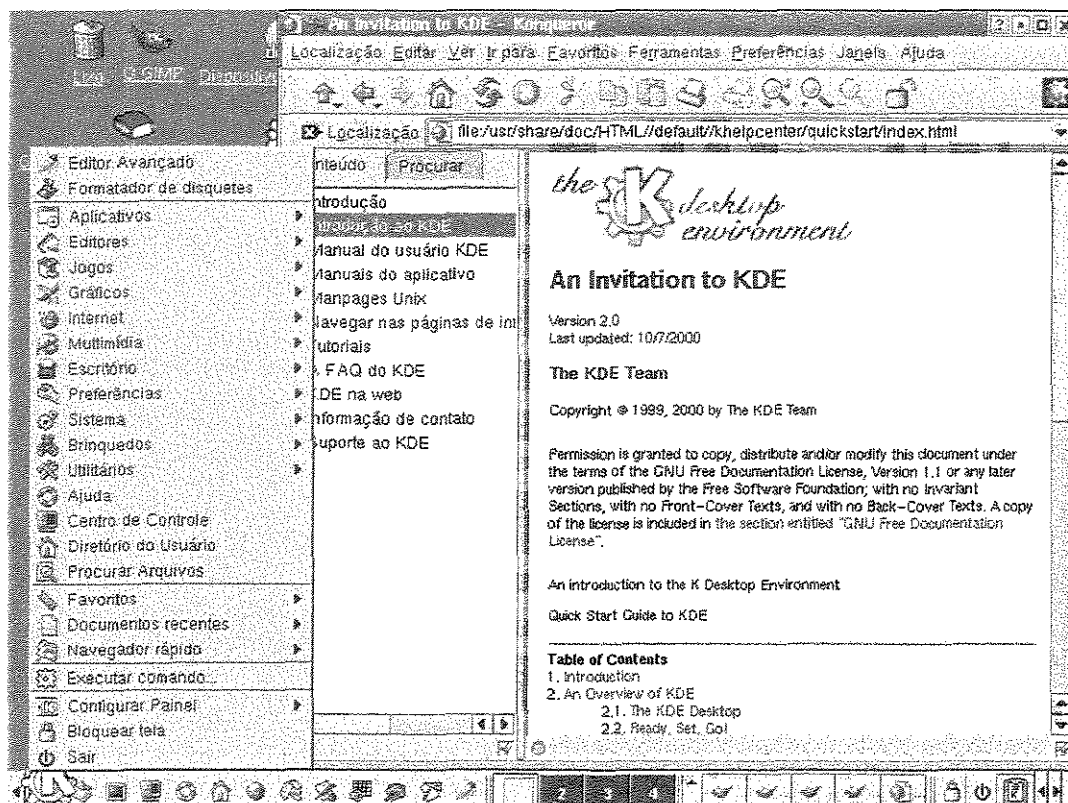 An Invitation to KDE - Konqueror
Localização Editar Ver Ir para Favoritos Ferramentas Preferências Janela Ajuda
Lixo G GIMP
Localização file:/usr/share/doc/HTML//default//khelpcenter/quickstart/index.html
Editor Avançado
Formatador de disquetes
Aplicativos
Editores
Jogos
Gráficos
Internet
Multimídia
Escritório
Preferências
Sistema
Brinquedos
Utilitários
Ajuda
Centro de Controle
Diretório do Usuário
Procurar Arquivos
Favoritos
Documentos recentes
Navegador rápido
Executar comando...
Configurar Painel
Bloquear tela
Sair
nteúdo Procurar
ntrodução
ao KDE
Manual do usuário KDE
Manuais do aplicativo
Manpages Unix
Navegar nas páginas de in
utoriais
A FAQ do KDE
KDE na web
nformação de contato
Suporte ao KDE
the K desktop
environment
An Invitation to KDE
Version 2.0
Last updated: 10/7/2000
The KDE Team
Copyright © 1999, 2000 by The KDE Team
Permission is granted to copy, distribute and/or modify this document under
the terms of the GNU Free Documentation License, Version 1.1 or any later
version published by the Free Software Foundation; with no Invariant
Sections, with no Front-Cover Texts, and with no Back-Cover Texts. A copy
of the license is included in the section entitled "GNU Free Documentation
License".
An introduction to the K Desktop Environment
Quick Start Guide to KDE
Table of Contents
1. Introduction
2. An Overview of KDE
2.1. The KDE Desktop
2.2. Ready, Set, Go!
2 3 4